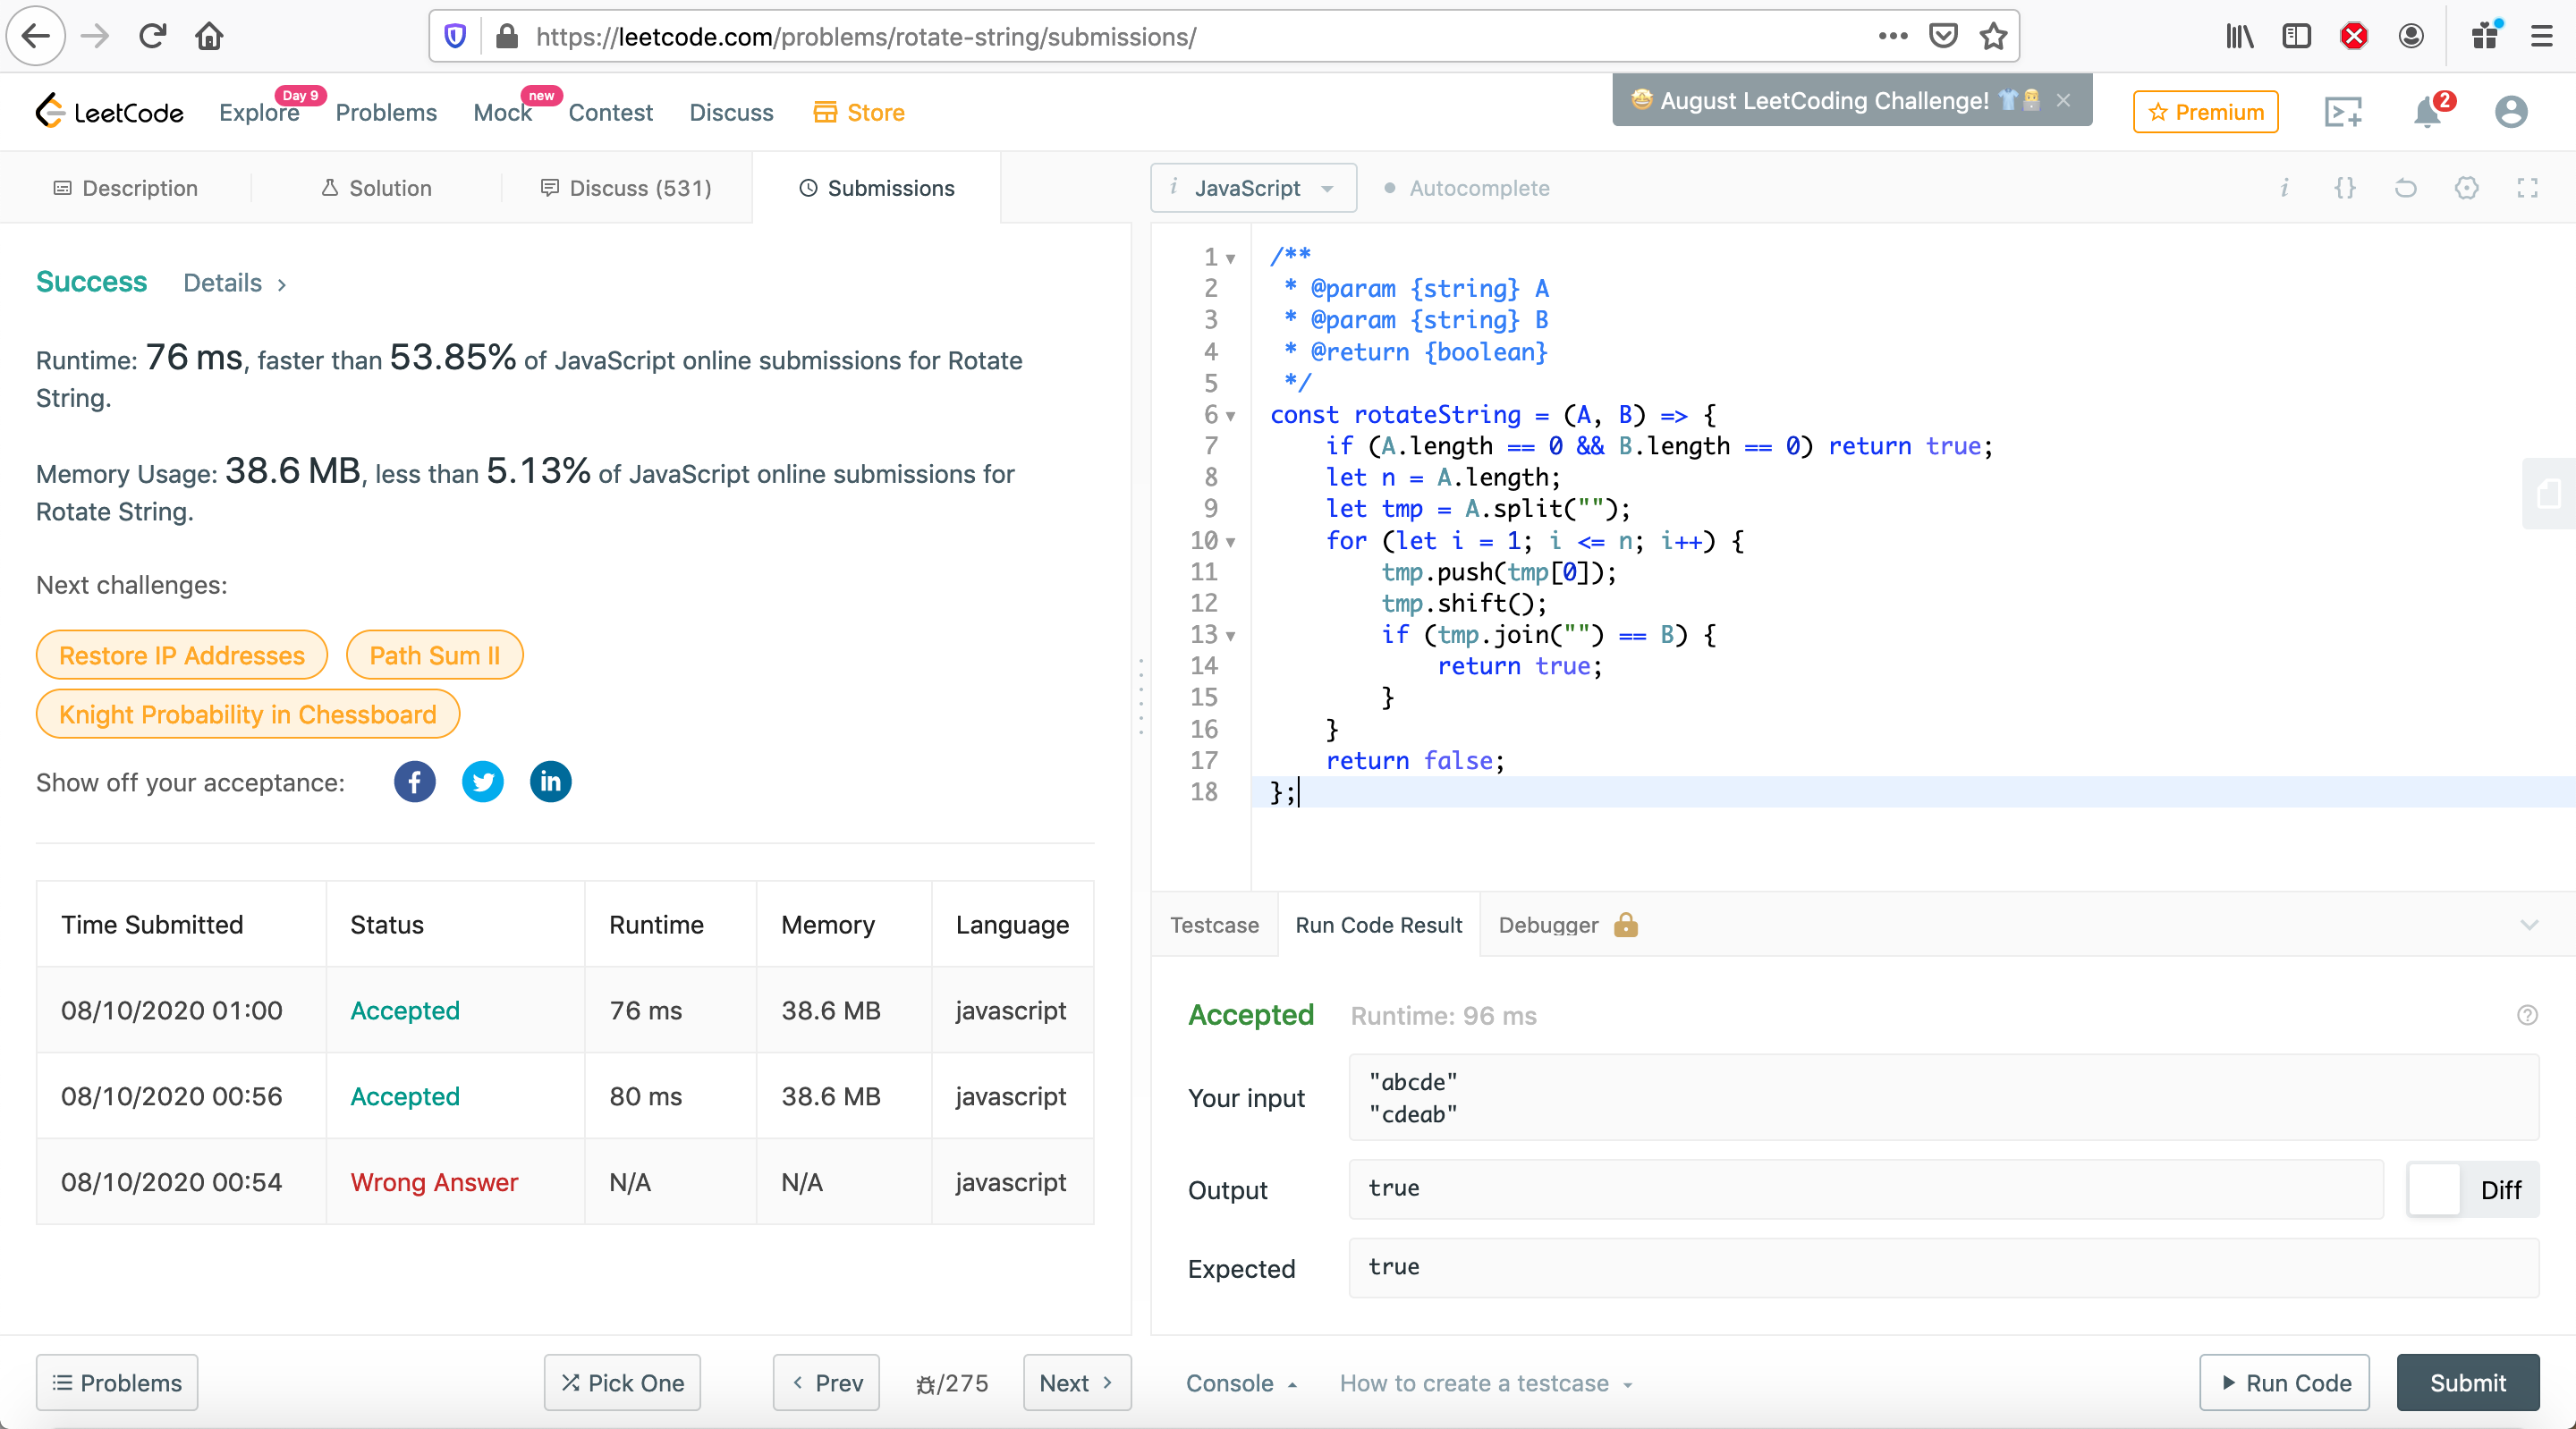 https://leetcode.com/problems/rotate-string/submissions/
LeetCode
Explore
Day 9
Problems
Mock
new
Contest
Discuss
Store
🤩 August LeetCoding Challenge! 👕
Premium
2
Description
Solution
Discuss (531)
Submissions
i JavaScript
Autocomplete
i {}
Success Details >
Runtime: 76 ms, faster than 53.85% of JavaScript online submissions for Rotate
String.
Memory Usage: 38.6 MB, less than 5.13% of JavaScript online submissions for
Rotate String.
Next challenges:
Restore IP Addresses
Path Sum II
Knight Probability in Chessboard
Show off your acceptance:
f
in
Time Submitted Status Runtime Memory Language
08/10/2020 01:00 Accepted 76 ms 38.6 MB javascript
08/10/2020 00:56 Accepted 80 ms 38.6 MB javascript
08/10/2020 00:54 Wrong Answer N/A N/A javascript
1 /**
2 * @param {string} A
3 * @param {string} B
4 * @return {boolean}
5 */
6 const rotateString = (A, B) => {
7 if (A.length == 0 && B.length == 0) return true;
8 let n = A.length;
9 let tmp = A.split("");
10 for (let i = 1; i <= n; i++) {
11 tmp.push(tmp[0]);
12 tmp.shift();
13 if (tmp.join("") == B) {
14 return true;
15 }
16 }
17 return false;
18 };
Testcase
Run Code Result
Debugger
Accepted Runtime: 96 ms
Your input
"abcde"
"cdeab"
Output
true
Diff
Expected
true
Problems
Pick One
< Prev
/275
Next >
Console
How to create a testcase
Run Code
Submit